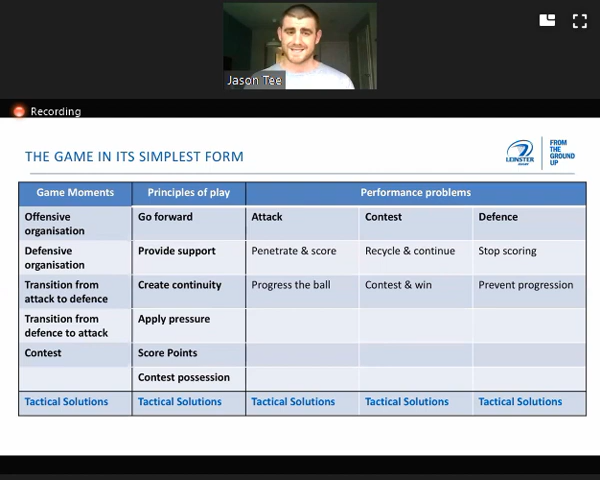 Jason Tee
Recording
THE GAME IN ITS SIMPLEST FORM
LEINSTER
FROM
THE
GROUND
UP
Game Moments Principles of play Performance problems
Offensive organisation Go forward Attack Contest Defence
Defensive organisation Provide support Penetrate & score Recycle & continue Stop scoring
Transition from attack to defence Create continuity Progress the ball Contest & win Prevent progression
Transition from defence to attack Apply pressure
Contest Score Points
Contest possession
Tactical Solutions Tactical Solutions Tactical Solutions Tactical Solutions Tactical Solutions